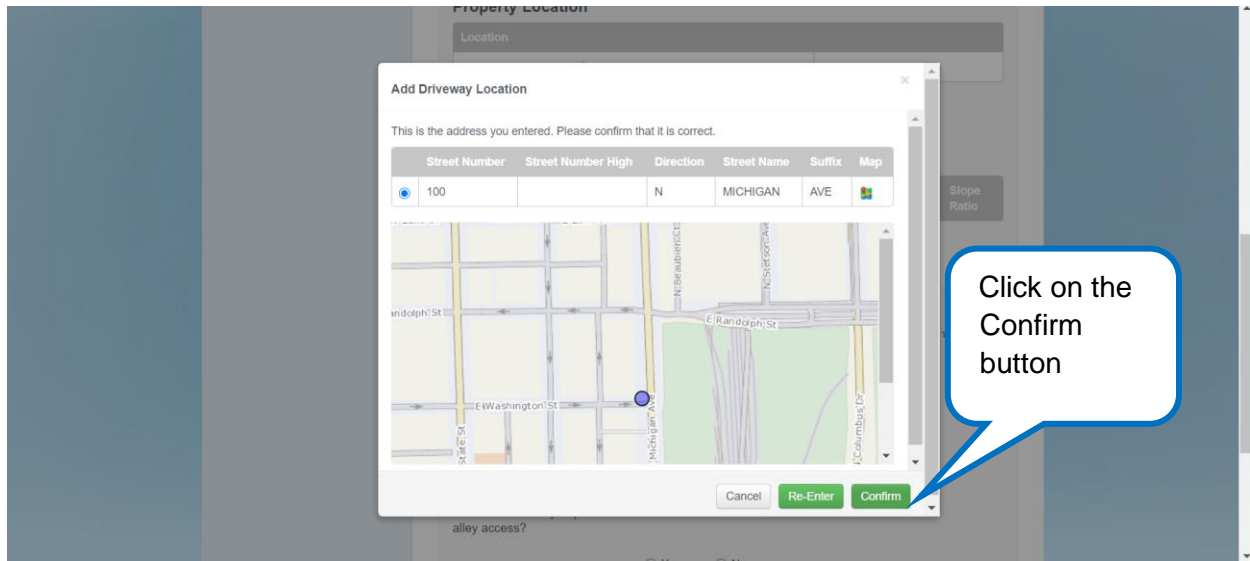 Property Location
Location
Add Driveway Location
×
This is the address you entered. Please confirm that it is correct.
Street Number Street Number High Direction Street Name Suffix Map
100 N MICHIGAN AVE
Slope
Ratio
N Beaubien Ct
N Stetson Ave
andolph St
E Randolph St
E Washington St
State St
Michigan Ave
Columbus Dr
Click on the
Confirm
button
Cancel Re-Enter Confirm
alley access?